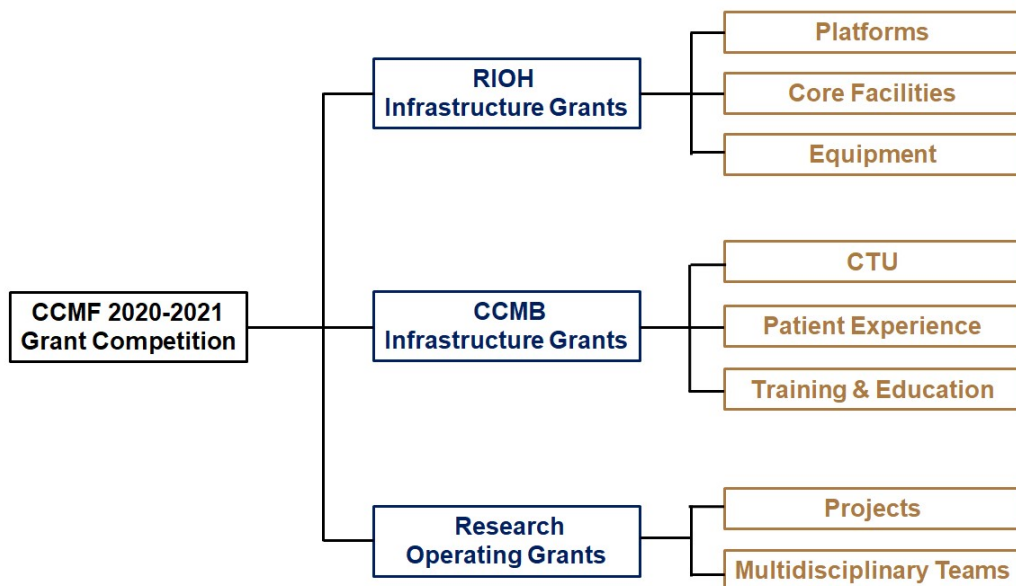 CCMF 2020-2021
Grant Competition
RIOH
Infrastructure Grants
Platforms
Core Facilities
Equipment
CCMB
Infrastructure Grants
CTU
Patient Experience
Training & Education
Research
Operating Grants
Projects
Multidisciplinary Teams